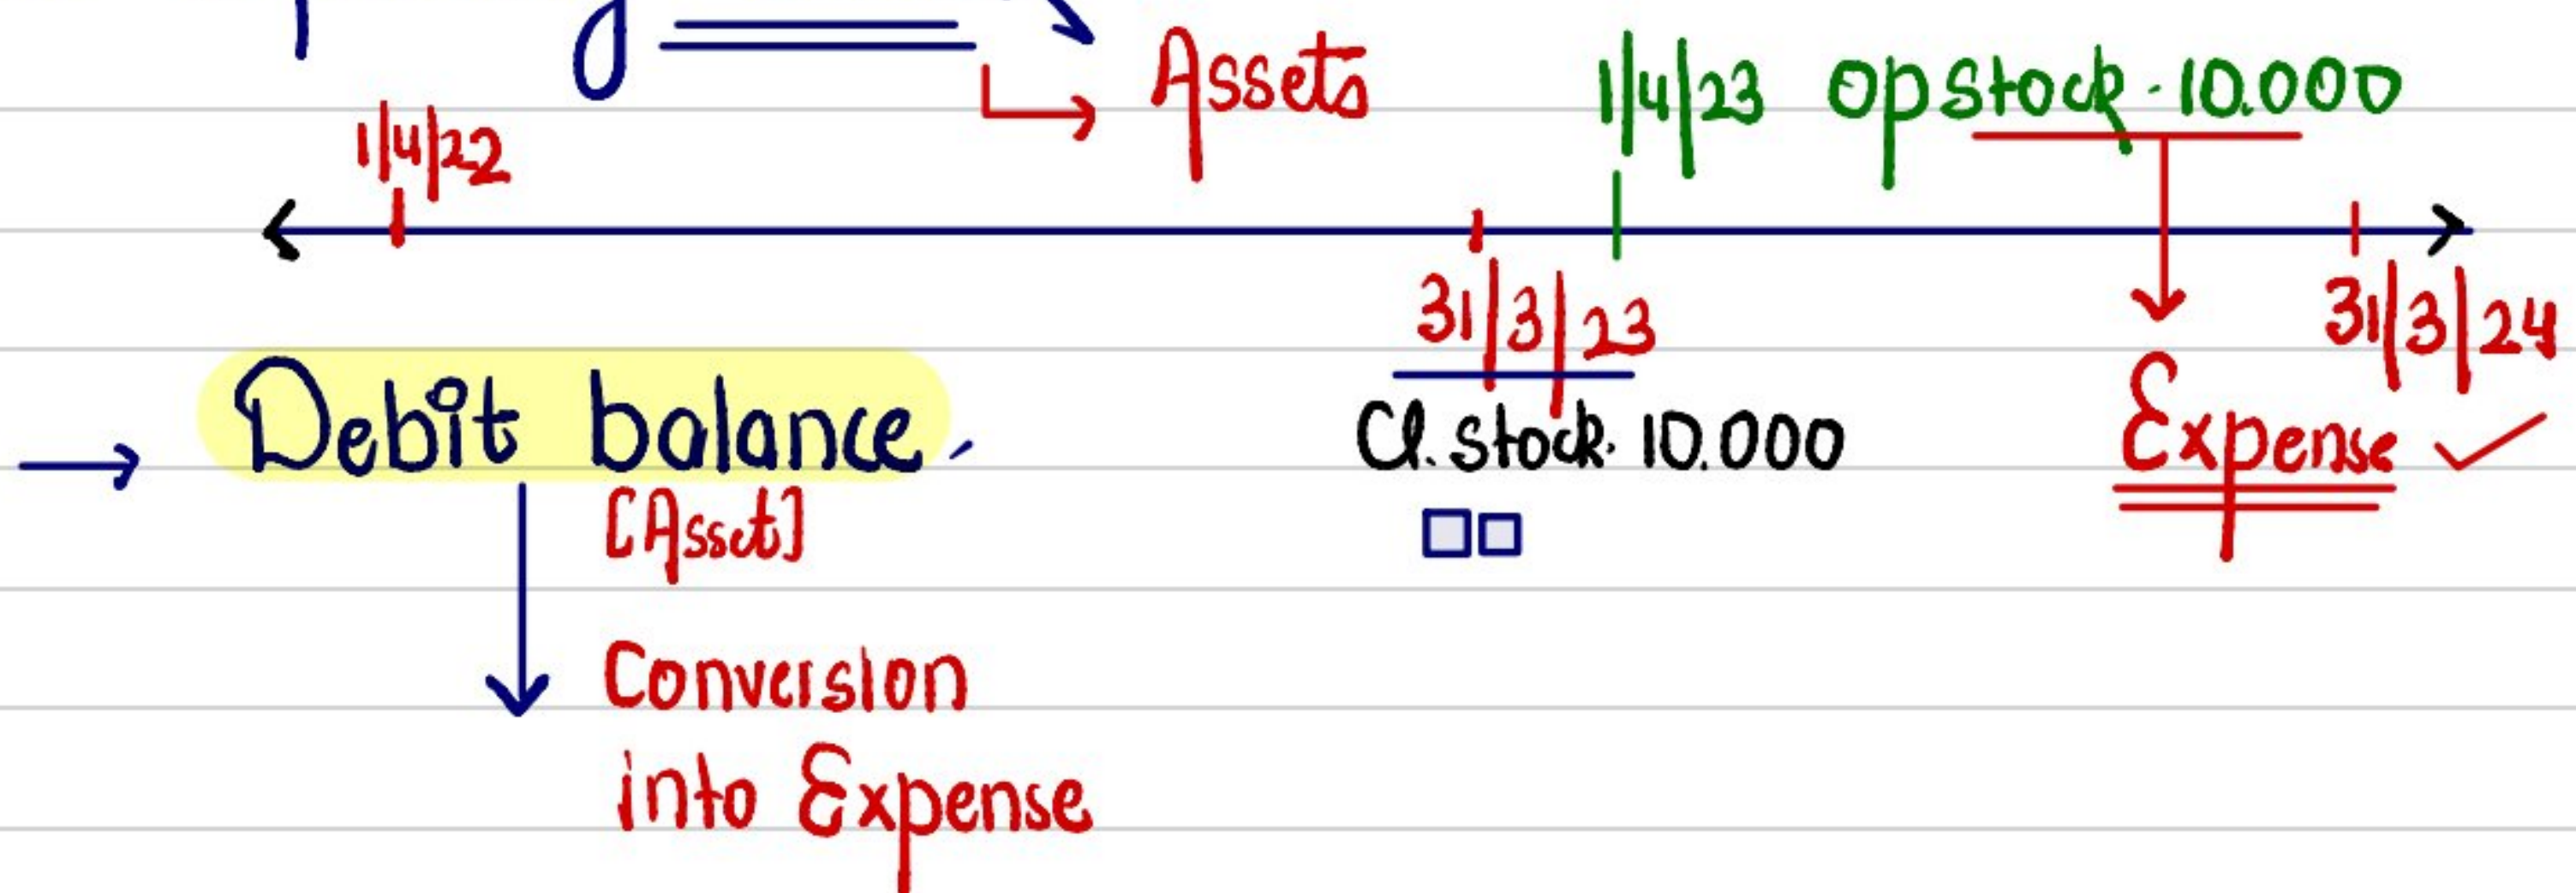 Assets
1/4/23 Op stock - 10.000
1/4/22
31/3/23
31/3/24
Debit balance
Cl. stock. 10.000
Expense
[Asset]
Conversion
into Expense